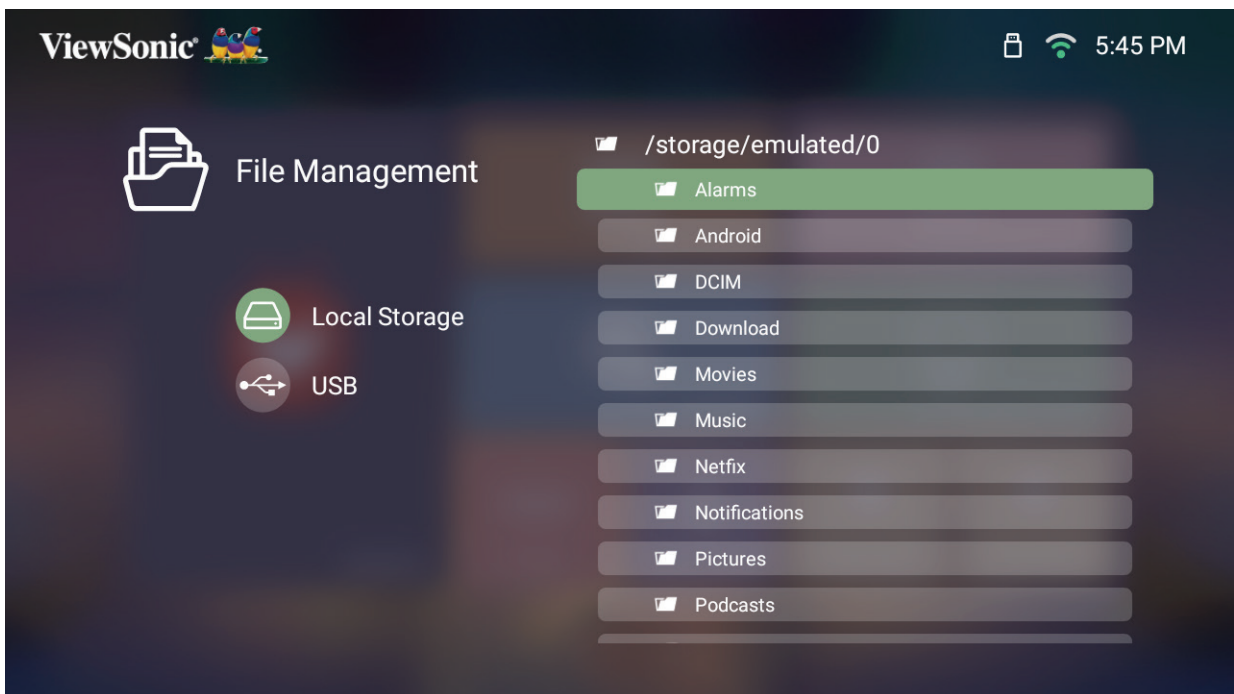 ViewSonic®
5:45 PM
File Management
Local Storage
USB
/storage/emulated/0
Alarms
Android
DCIM
Download
Movies
Music
Netfix
Notifications
Pictures
Podcasts